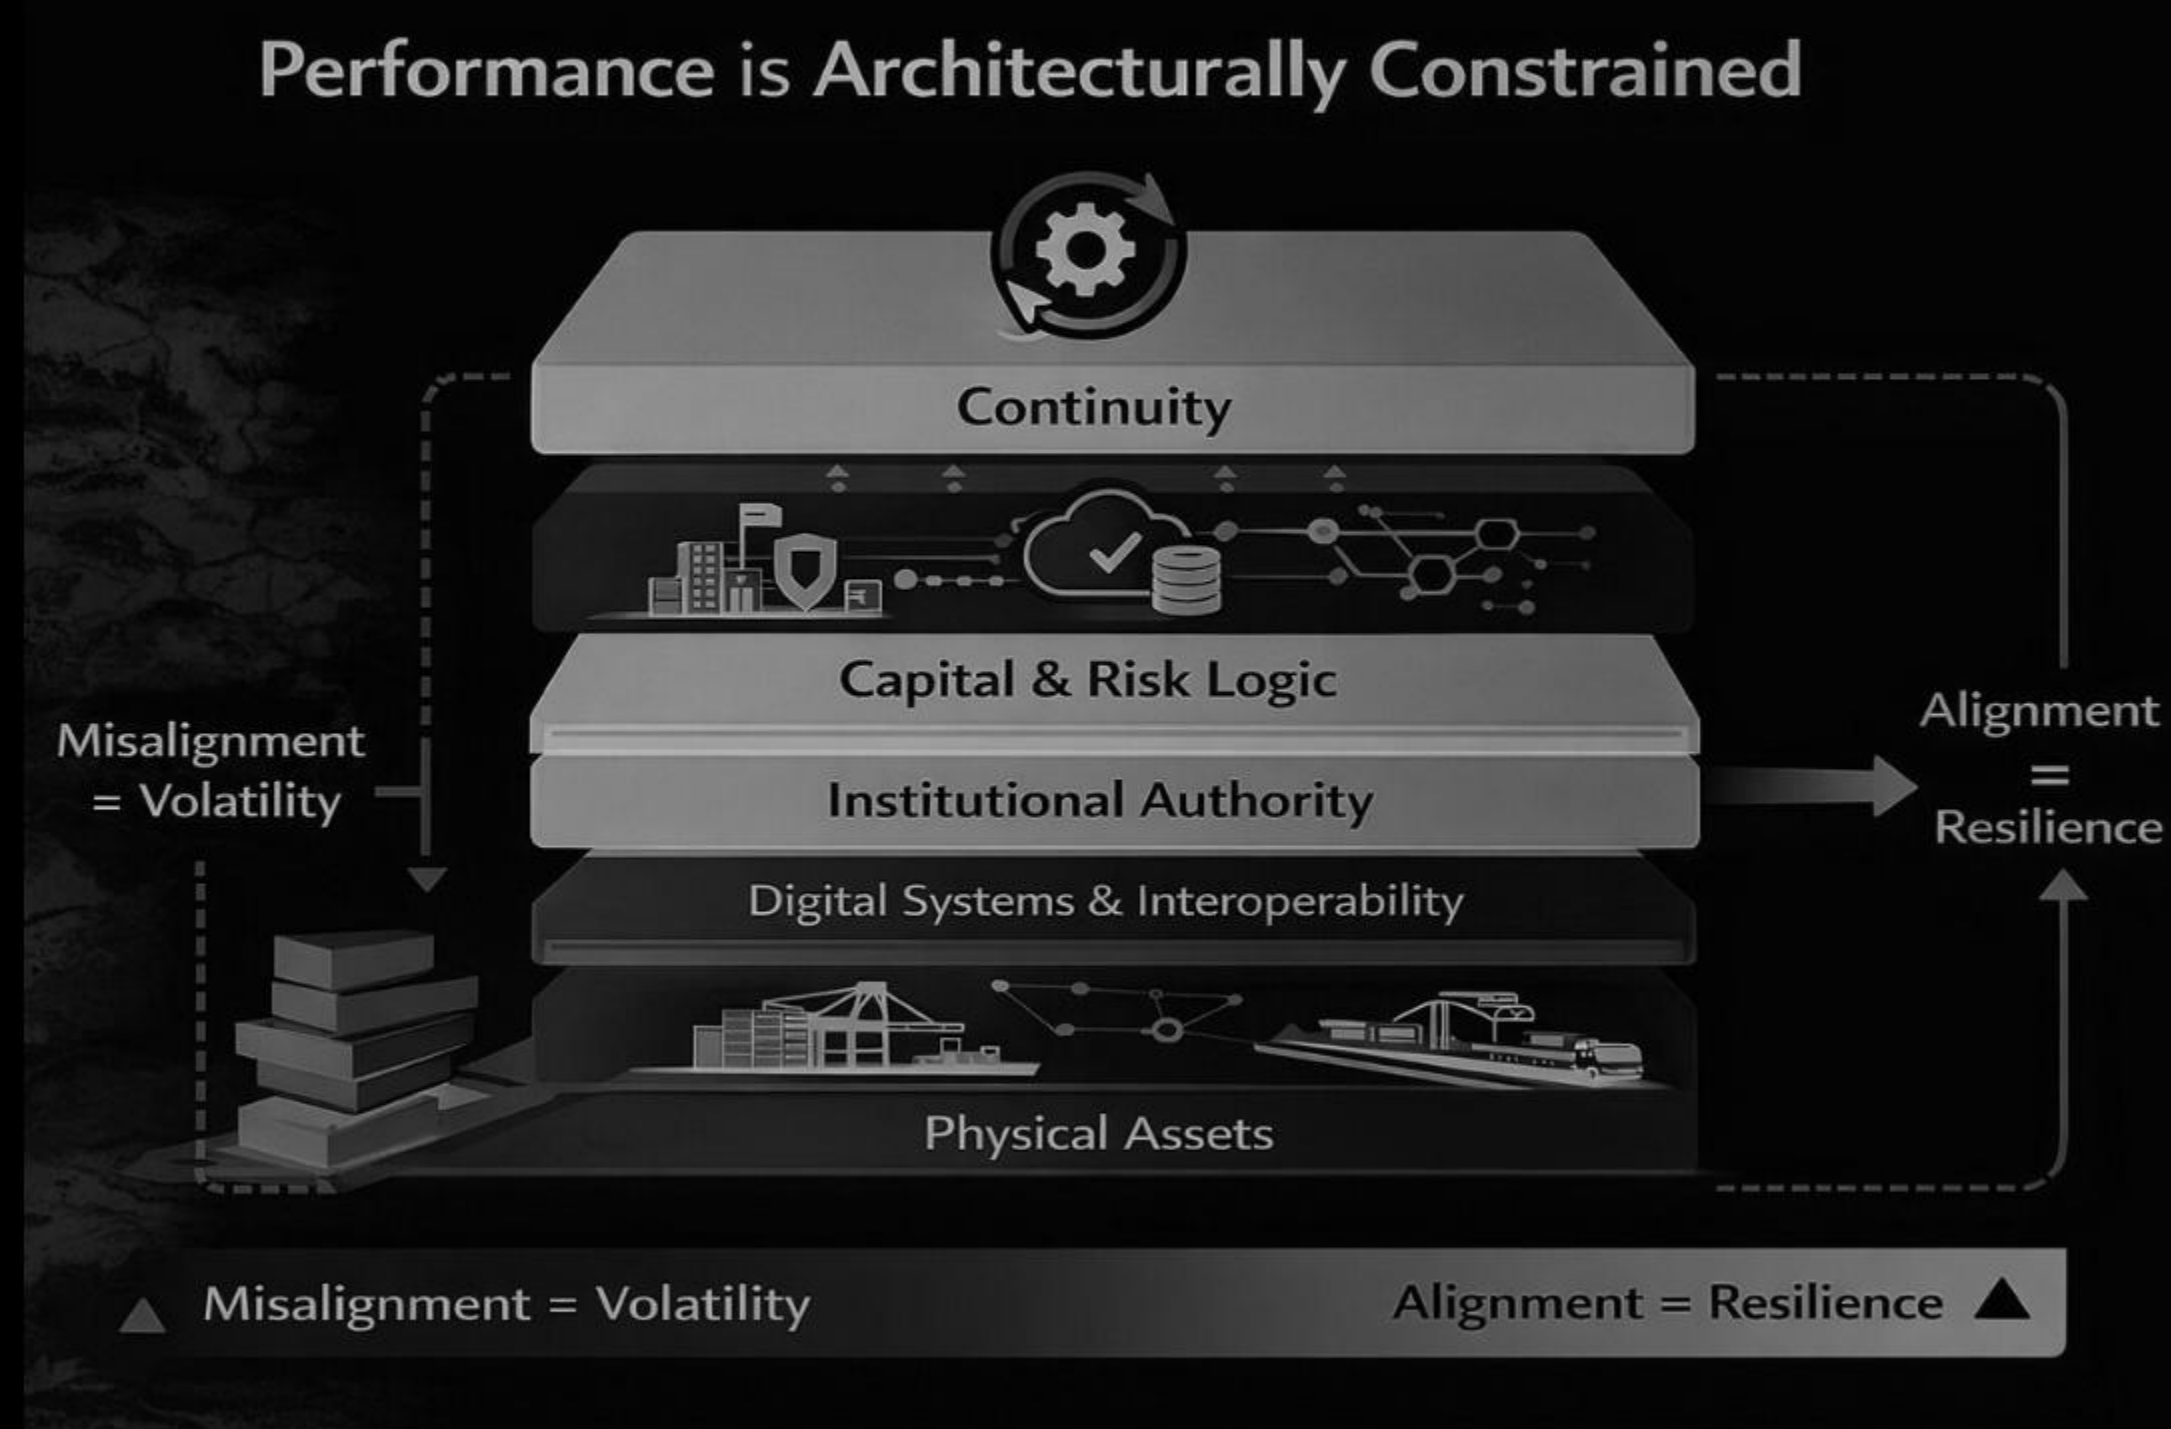 Performance is Architecturally Constrained
Continuity
Capital & Risk Logic
Institutional Authority
Digital Systems & Interoperability
Physical Assets
Misalignment
= Volatility
Alignment
=
Resilience
Misalignment = Volatility
Alignment = Resilience